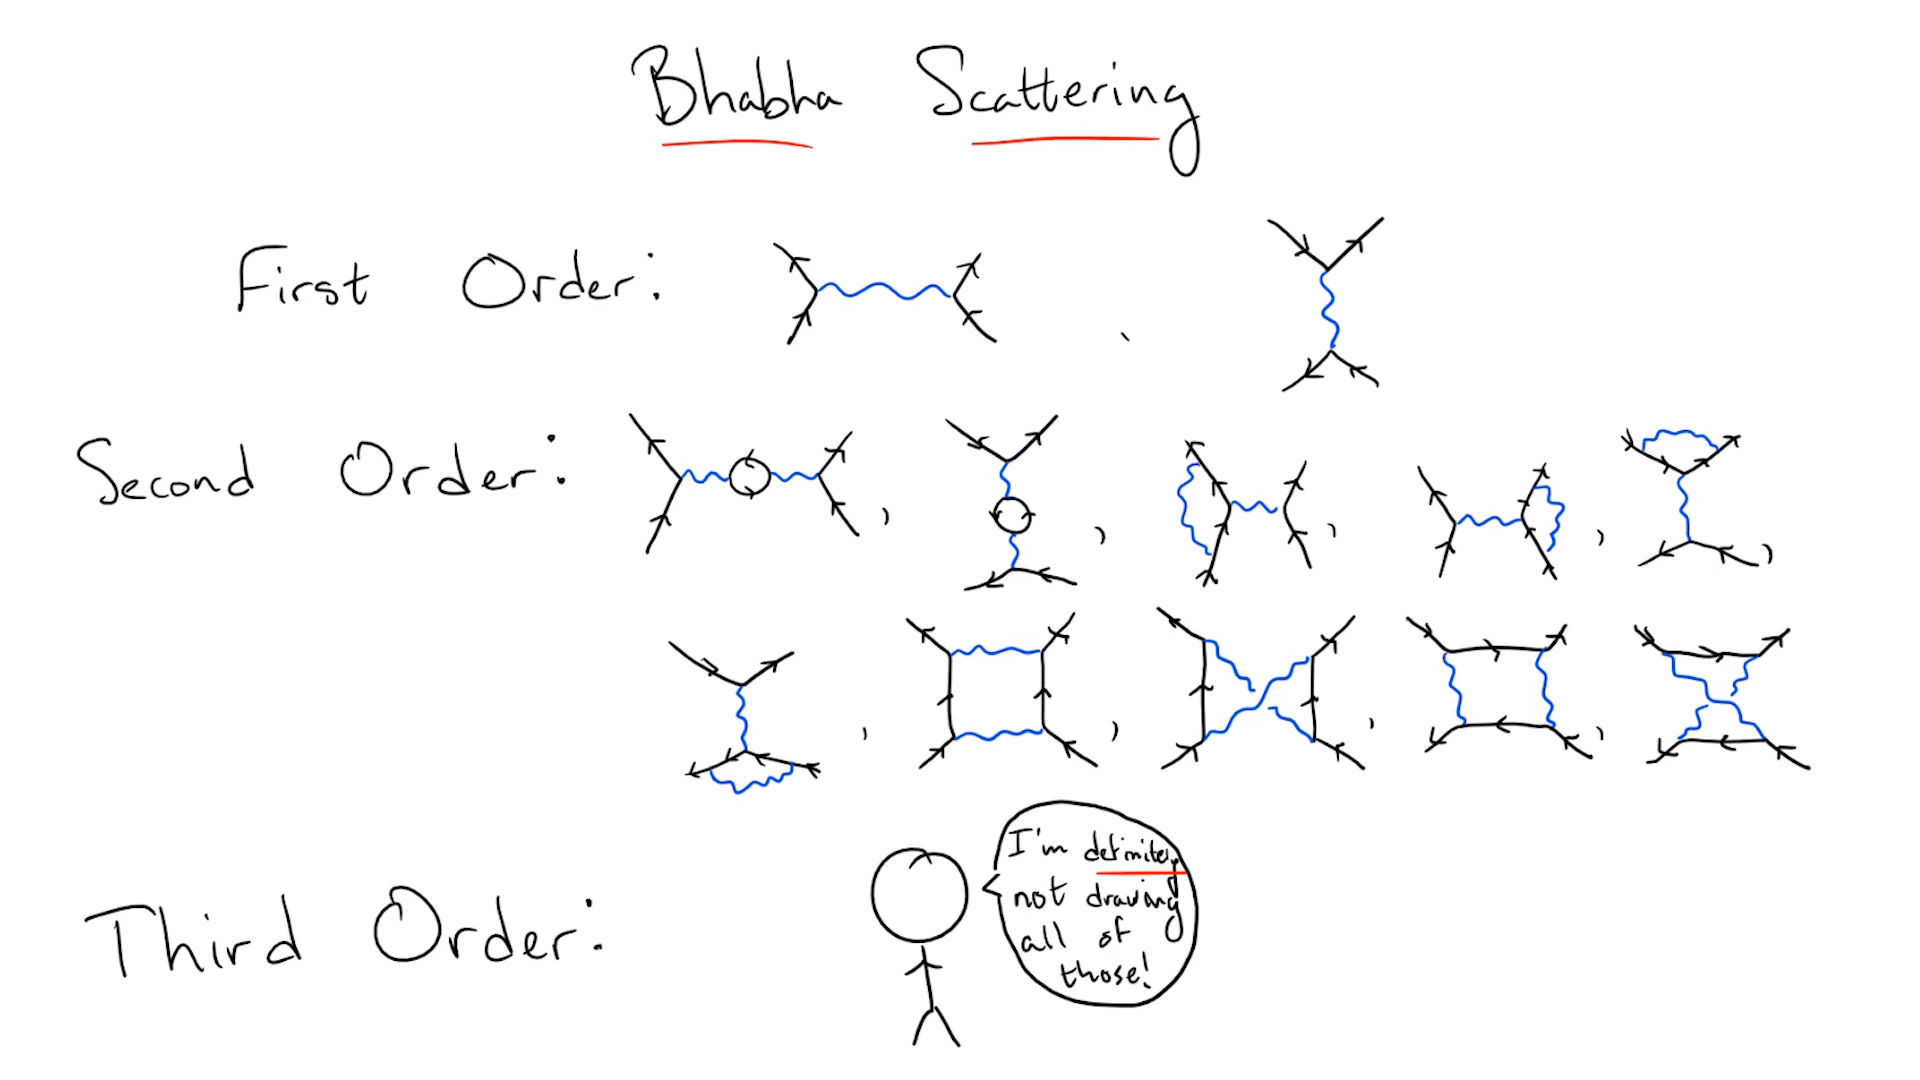 Bhabha Scattering
First Order:
Second Order:
Third Order:
I'm definitely
not drawing
all of
those!